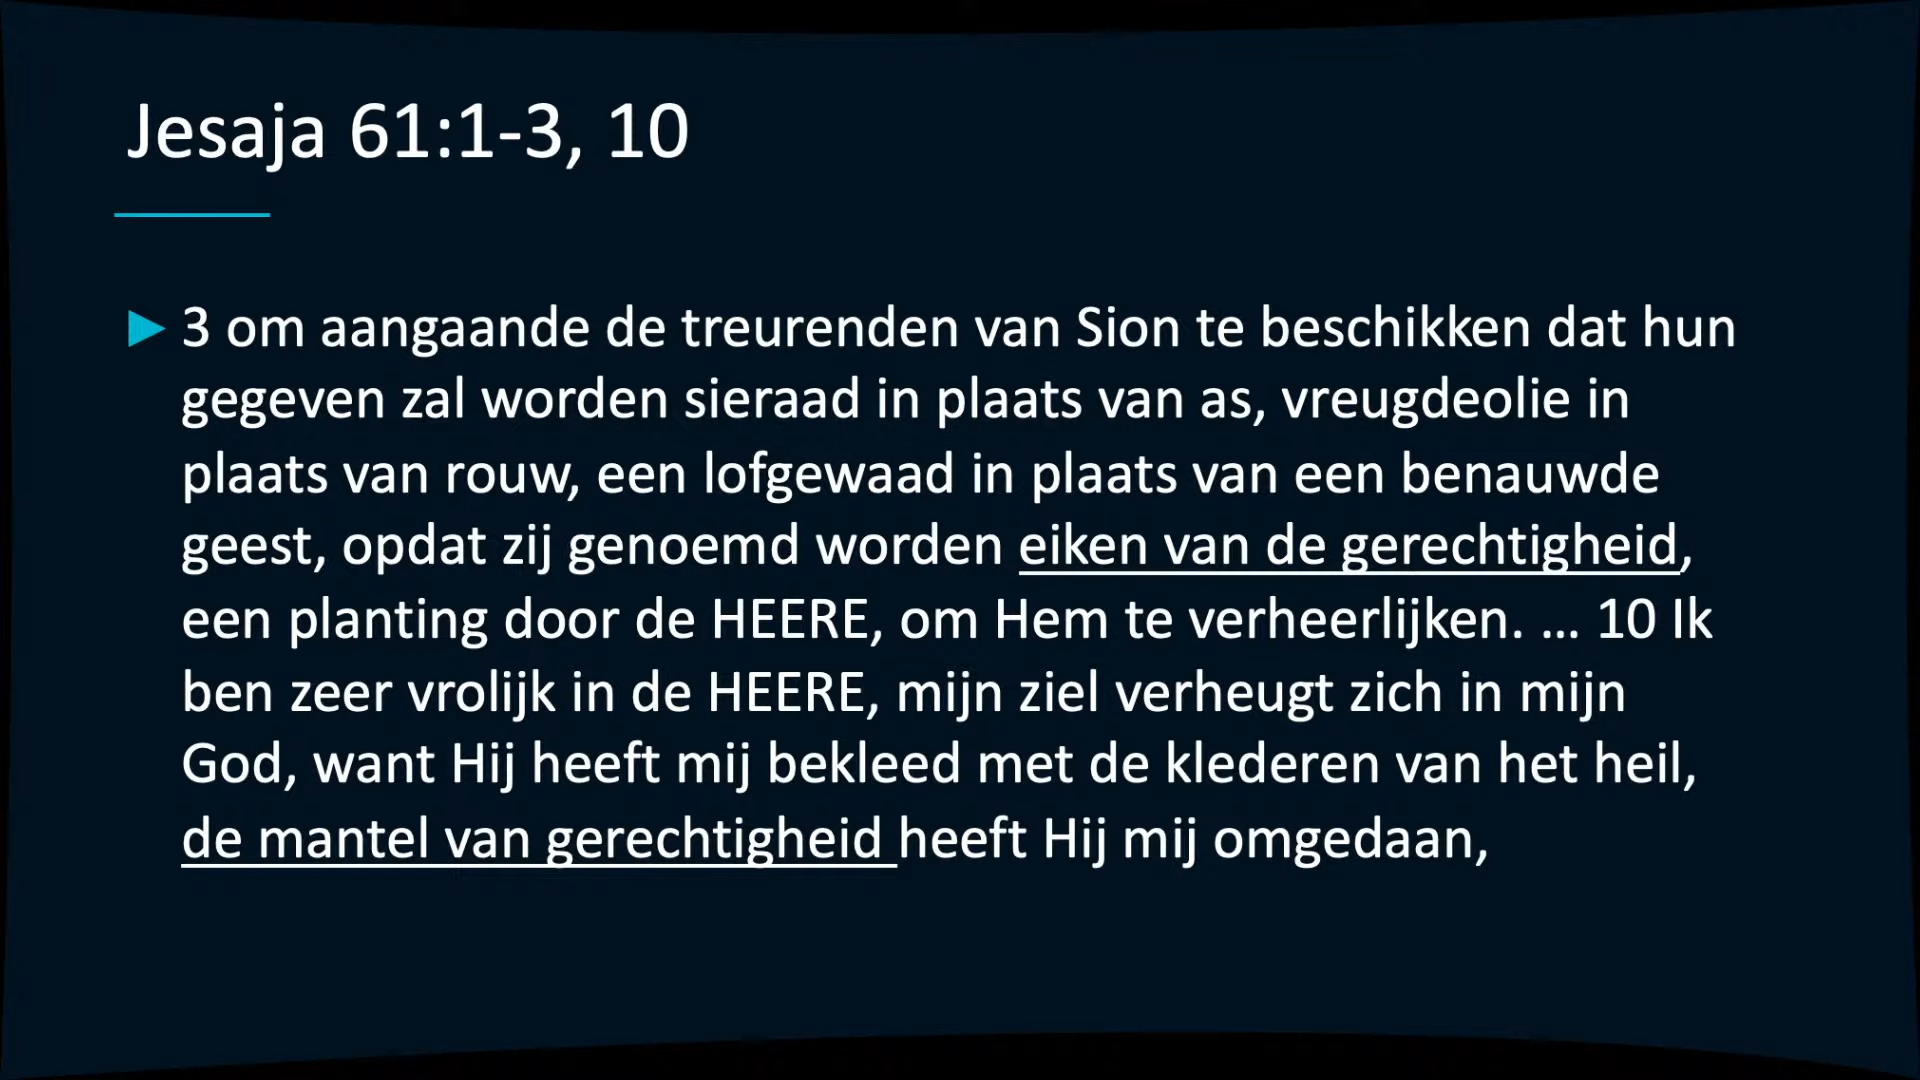 Jesaja 61:1-3, 10
3 om aangaande de treurenden van Sion te beschikken dat hun
gegeven zal worden sieraad in plaats van as, vreugdeolie in
plaats van rouw, een lofgewaad in plaats van een benauwde
geest, opdat zij genoemd worden eiken van de gerechtigheid,
een planting door de HEERE, om Hem te verheerlijken. ... 10 Ik
ben zeer vrolijk in de HEERE, mijn ziel verheugt zich in mijn
God, want Hij heeft mij bekleed met de klederen van het heil,
de mantel van gerechtigheid heeft Hij mij omgedaan,